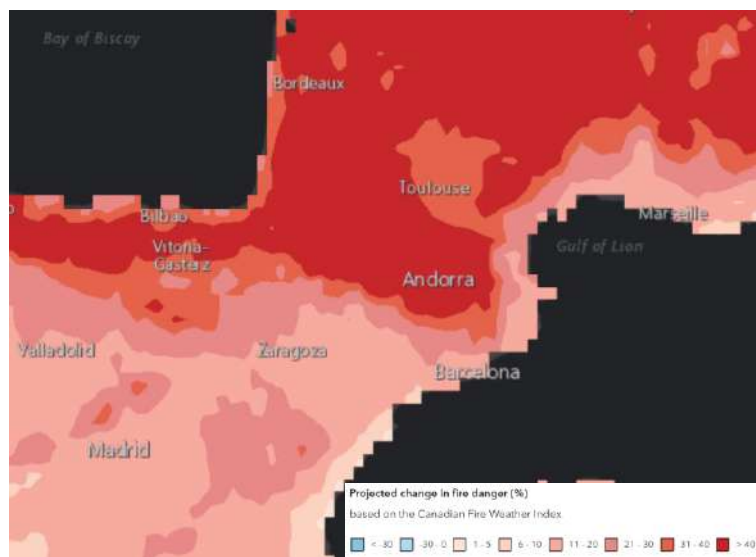 Bay of Biscay
Bordeaux
Toulouse
Bilbao
Marseille
Vitoria-
Gasteiz
Gulf of Lion
Andorra
Valladolid
Zaragoza
Barcelona
Madrid
Projected change in fire danger (%)
based on the Canadian Fire Weather Index
< -30 -30 - 0 1 - 5 6 - 10 11 - 20 21 - 30 31 - 40 > 40